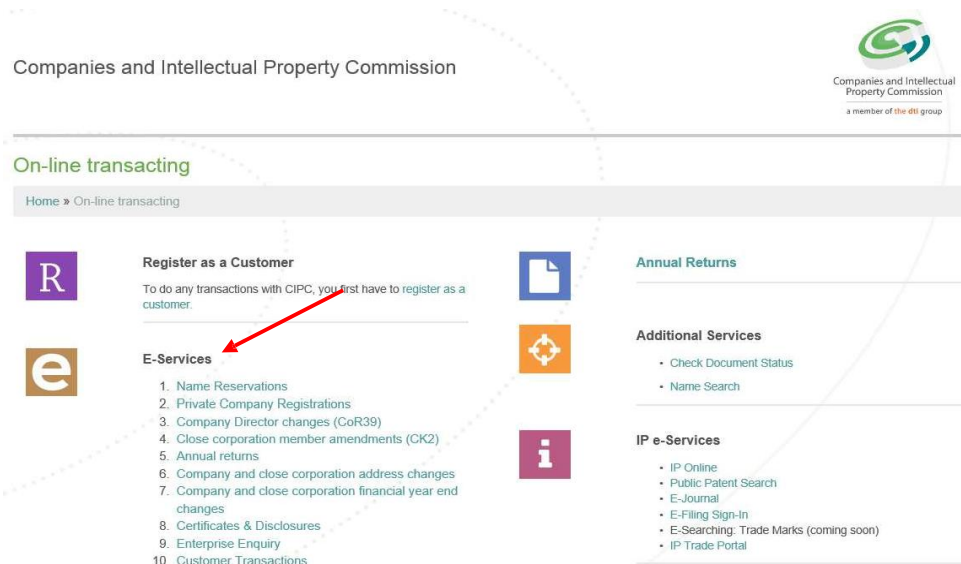 Companies and Intellectual Property Commission
Companies and Intellectual
Property Commission
a member of the dti group
On-line transacting
Home » On-line transacting
R
Register as a Customer
To do any transactions with CIPC, you first have to register as a
customer.
e
E-Services
1. Name Reservations
2. Private Company Registrations
3. Company Director changes (CoR39)
4. Close corporation member amendments (CK2)
5. Annual returns
6. Company and close corporation address changes
7. Company and close corporation financial year end
changes
8. Certificates & Disclosures
9. Enterprise Enquiry
10. Customer Transactions
Annual Returns
Additional Services
• Check Document Status
• Name Search
i
IP e-Services
• IP Online
• Public Patent Search
• E-Journal
• E-Filing Sign-In
• E-Searching: Trade Marks (coming soon)
• IP Trade Portal